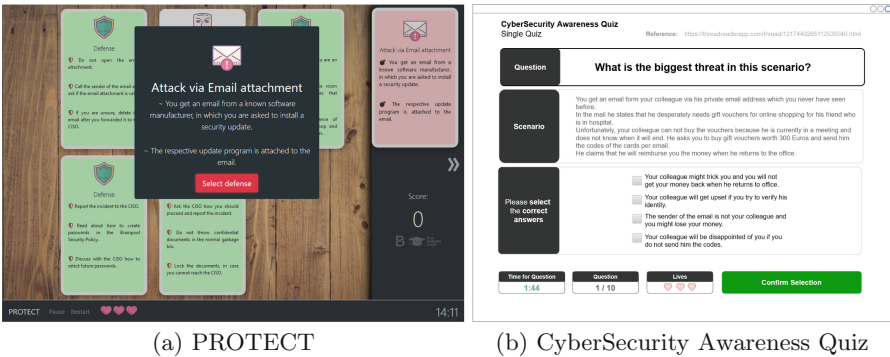 Defense
Do not open the em
attachment.
Call the sender of the email a
ask if the email attachment is val
If you are unsure, delete t
email after you forwarded it to th
CISO.
Attack via Email attachment
~ You get an email from a known software
manufacturer, in which you are asked to install a
security update.
~ The respective update program is attached to the
email.
Select defense
e are an
room
that
ence of
op and
Attack via Email attachment
You get an email from a
known software manufacturer,
in which you are asked to install
a security update.
The respective update
program is attached to the
email.
Defense
Report the incident to the CISO.
Read about how to create
passwords in the
Security Policy.
Discuss with the CISO how to
select future passwords.
Ask the CISO how you should
proceed and report the incident.
Do not throw confidential
documents in the normal garbage
bin.
Lock the documents, in case
you cannot reach the CISO.
Score:
0
PROTECT Pause Restart
14:11
(a) PROTECT
CyberSecurity Awareness Quiz
Single Quiz
Reference: https://threadreaderapp.com/thread/1217449265112535040.html
Question
What is the biggest threat in this scenario?
Scenario
You get an email form your colleague via his private email address which you never have seen
before.
In the mail he states that he desperately needs gift vouchers for online shopping for his friend who
is in hospital.
Unfortunately, your colleague can not buy the vouchers because he is currently in a meeting and
does not know when it will end. He asks you to buy gift vouchers worth 300 Euros and send him
the codes of the cards per email.
He claims that he will reimburse you the money when he returns to the office.
Please select
the correct
answers
Your colleague might trick you and you will not
get your money back when he returns to office.
Your colleague will get upset if you try to verify his
identity.
The sender of the email is not your colleague and
you might lose your money.
Your colleague will be disappointed of you if you
do not send him the codes.
Time for Question
1:44
Question
1 / 10
Lives
Confirm Selection
(b) CyberSecurity Awareness Quiz